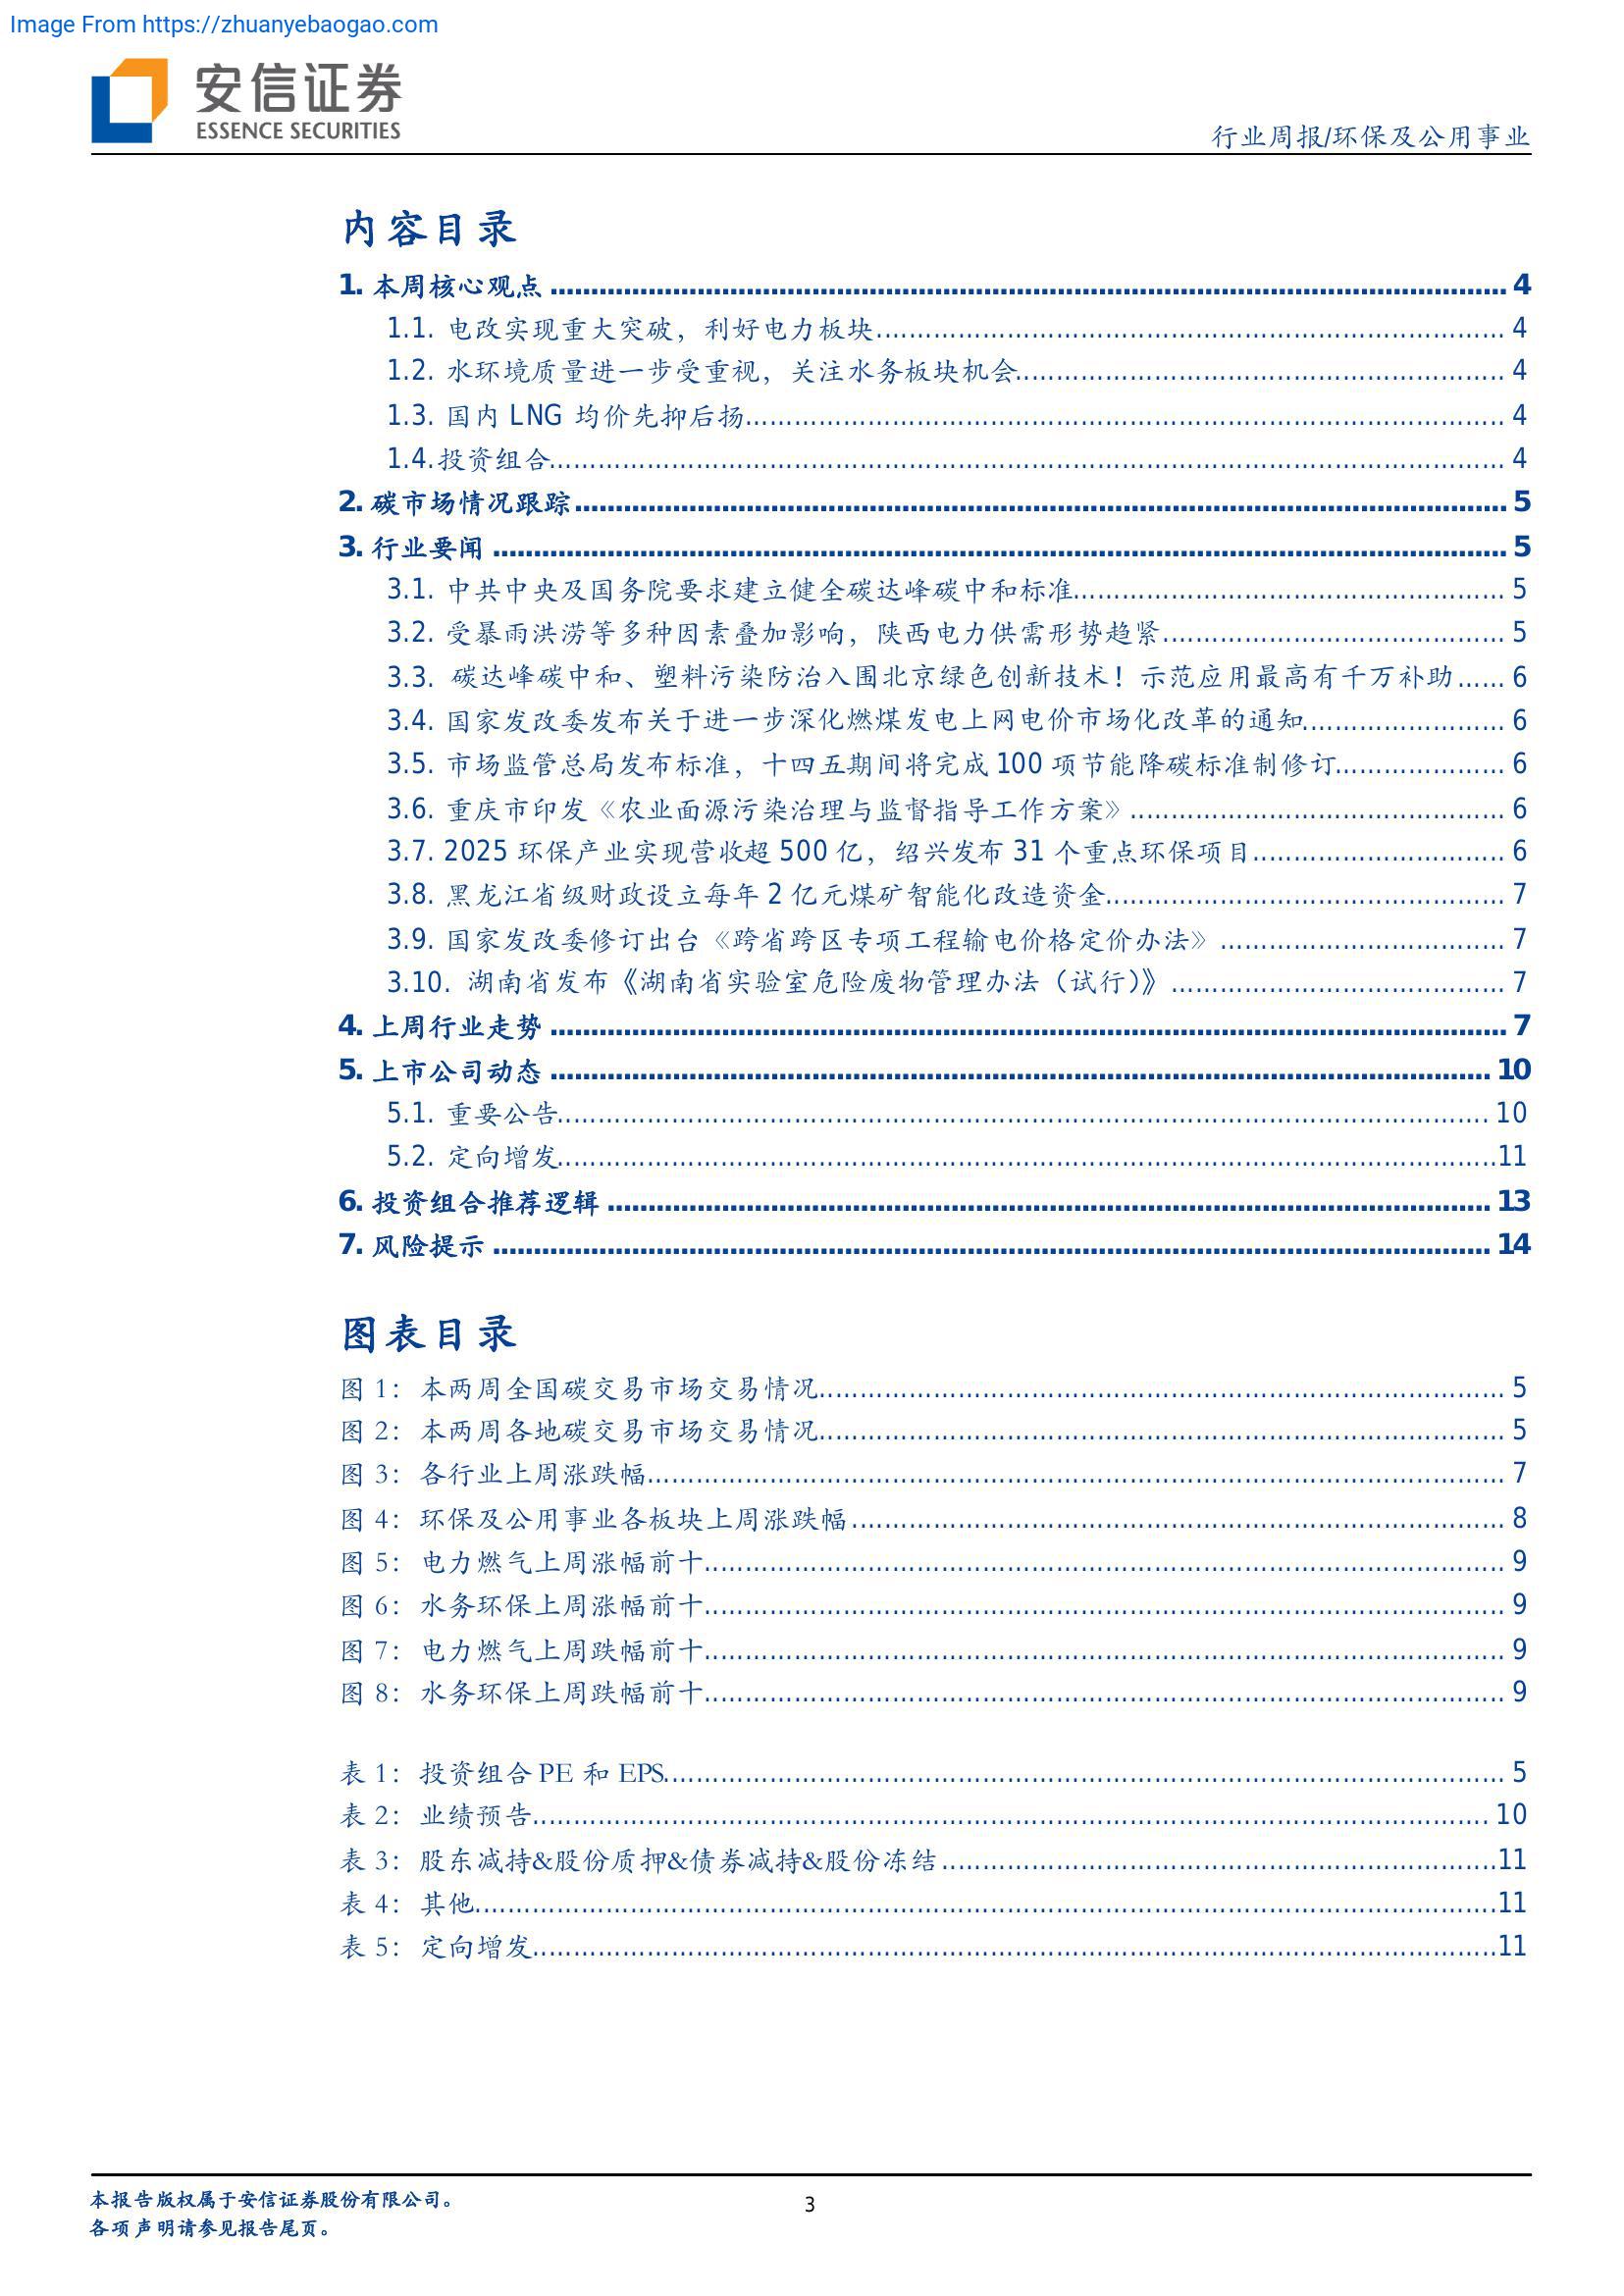 Image From https://zhuanyebaogao.com
安信证券
ESSENCE SECURITIES
行业周报/环保及公用事业
内容目录
1. 本周核心观点 ........ 4
1.1. 电改实现重大突破，利好电力板块........ 4
1.2. 水环境质量进一步受重视，关注水务板块机会........ 4
1.3. 国内 LNG 均价先抑后扬........ 4
1.4.投资组合........ 4
2. 碳市场情况跟踪........ 5
3. 行业要闻 ........ 5
3.1. 中共中央及国务院要求建立健全碳达峰碳中和标准........ 5
3.2. 受暴雨洪涝等多种因素叠加影响，陕西电力供需形势趋紧........ 5
3.3. 碳达峰碳中和、塑料污染防治入围北京绿色创新技术！示范应用最高有千万补助...... 6
3.4. 国家发改委发布关于进一步深化燃煤发电上网电价市场化改革的通知........ 6
3.5. 市场监管总局发布标准，十四五期间将完成 100 项节能降碳标准制修订........ 6
3.6. 重庆市印发《农业面源污染治理与监督指导工作方案》........ 6
3.7. 2025 环保产业实现营收超 500 亿，绍兴发布 31 个重点环保项目........ 6
3.8. 黑龙江省级财政设立每年 2 亿元煤矿智能化改造资金........ 7
3.9. 国家发改委修订出台《跨省跨区专项工程输电价格定价办法》........ 7
3.10. 湖南省发布《湖南省实验室危险废物管理办法（试行）》........ 7
4. 上周行业走势 ........ 7
5. 上市公司动态 ........ 10
5.1. 重要公告........ 10
5.2. 定向增发........11
6. 投资组合推荐逻辑 ........ 13
7. 风险提示 ........ 14
图表目录
图 1：本两周全国碳交易市场交易情况........ 5
图 2：本两周各地碳交易市场交易情况........ 5
图 3：各行业上周涨跌幅........ 7
图 4：环保及公用事业各板块上周涨跌幅........ 8
图 5：电力燃气上周涨幅前十........ 9
图 6：水务环保上周涨幅前十........ 9
图 7：电力燃气上周跌幅前十........ 9
图 8：水务环保上周跌幅前十........ 9
表 1：投资组合 PE 和 EPS........ 5
表 2：业绩预告........ 10
表 3：股东减持&股份质押&债券减持&股份冻结........11
表 4：其他........11
表 5：定向增发........11
本报告版权属于安信证券股份有限公司。
各项声明请参见报告尾页。
3